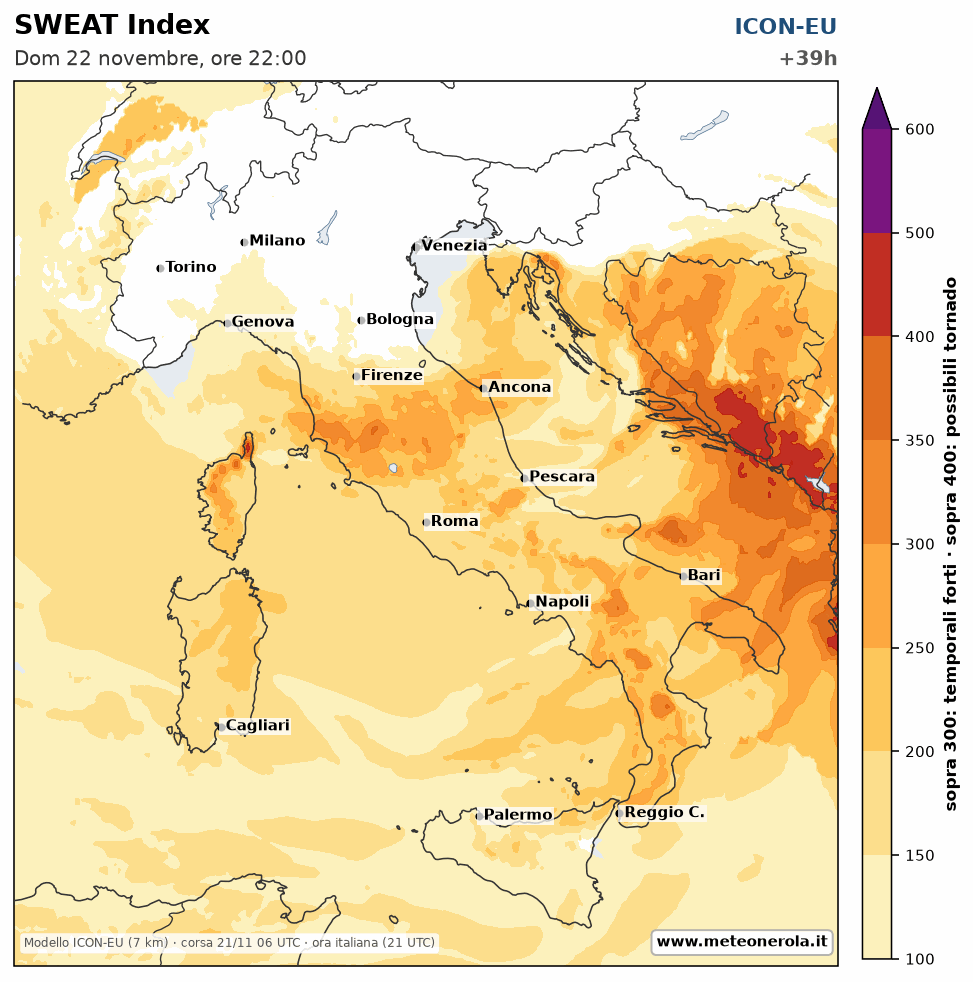 SWEAT Index
ICON-EU
Dom 22 novembre, ore 22:00
+39h
Milano
Venezia
Torino
Genova
Bologna
Firenze
Ancona
Pescara
Roma
Bari
Napoli
Cagliari
Palermo
Reggio C.
Modello ICON-EU (7 km) · corsa 21/11 06 UTC · ora italiana (21 UTC)
www.meteonerola.it
600
500
400
350
300
250
200
150
100
sopra 300: temporali forti · sopra 400: possibili tornado